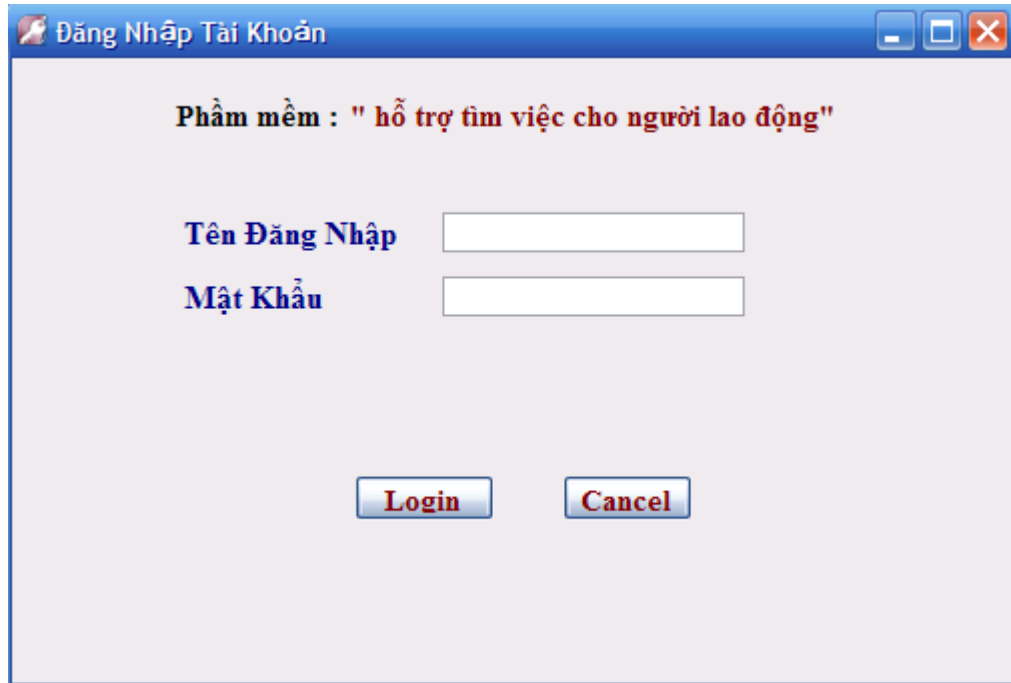 Đăng Nhập Tài Khoản
Phầm mềm : " hỗ trợ tìm việc cho người lao động"
Tên Đăng Nhập
Mật Khẩu
Login Cancel